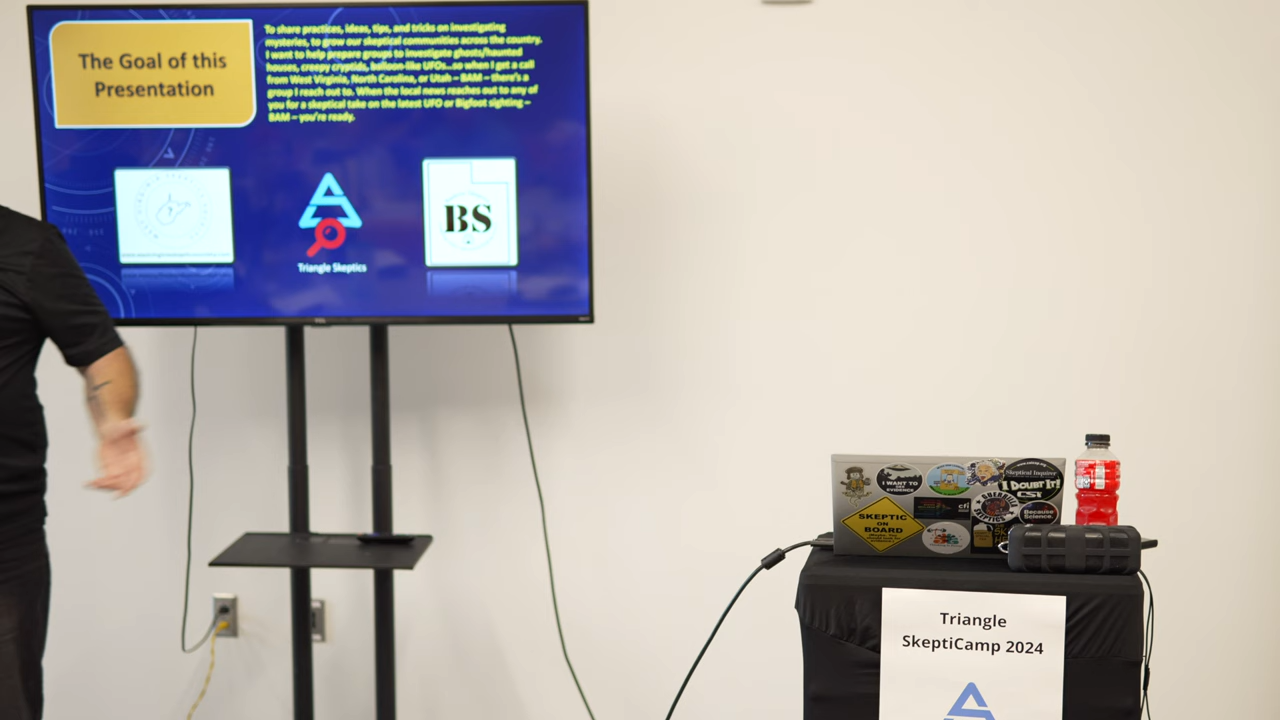 The Goal of this
Presentation
To share practices, ideas, tips, and tricks on investigating
mysteries, to grow our skeptical communities across the country.
I want to help prepare groups to investigate ghosts/haunted
houses, creepy cryptids, balloon-like UFOs...so when I get a call
from West Virginia, North Carolina, or Utah – BAM – there's a
group I reach out to. When the local news reaches out to any of
you for a skeptical take on the latest UFO or Bigfoot sighting –
BAM – you're ready.
BS
Triangle Skeptics
TCL
I WANT TO
SEE
EVIDENCE
Skeptical Inquirer
I DOUBT IT!
CSI
cfi
SKEPTIC
ON
BOARD
SKEPTICS
Because
Science.
Triangle
SkeptiCamp 2024